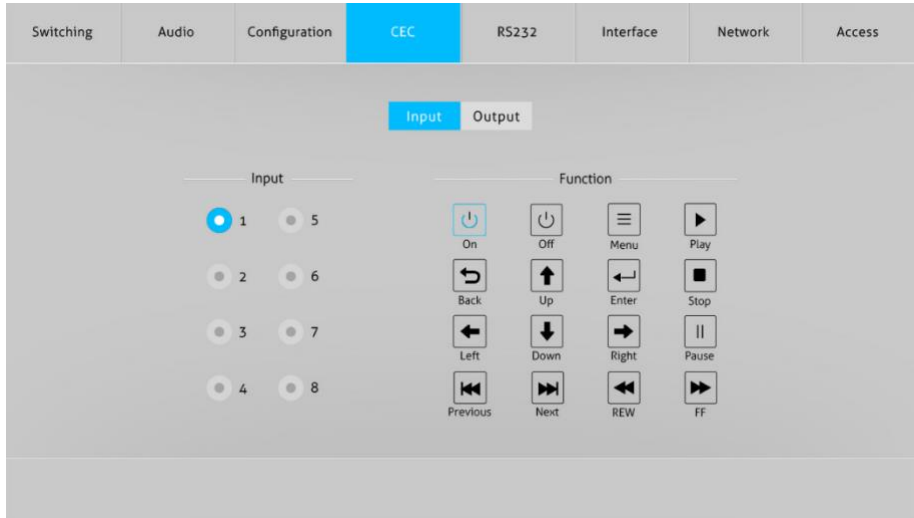 Switching Audio Configuration CEC RS232 Interface Network Access
Input Output
Input
1 5
2 6
3 7
4 8
Function
On Off Menu Play
Back Up Enter Stop
Left Down Right Pause
Previous Next REW FF